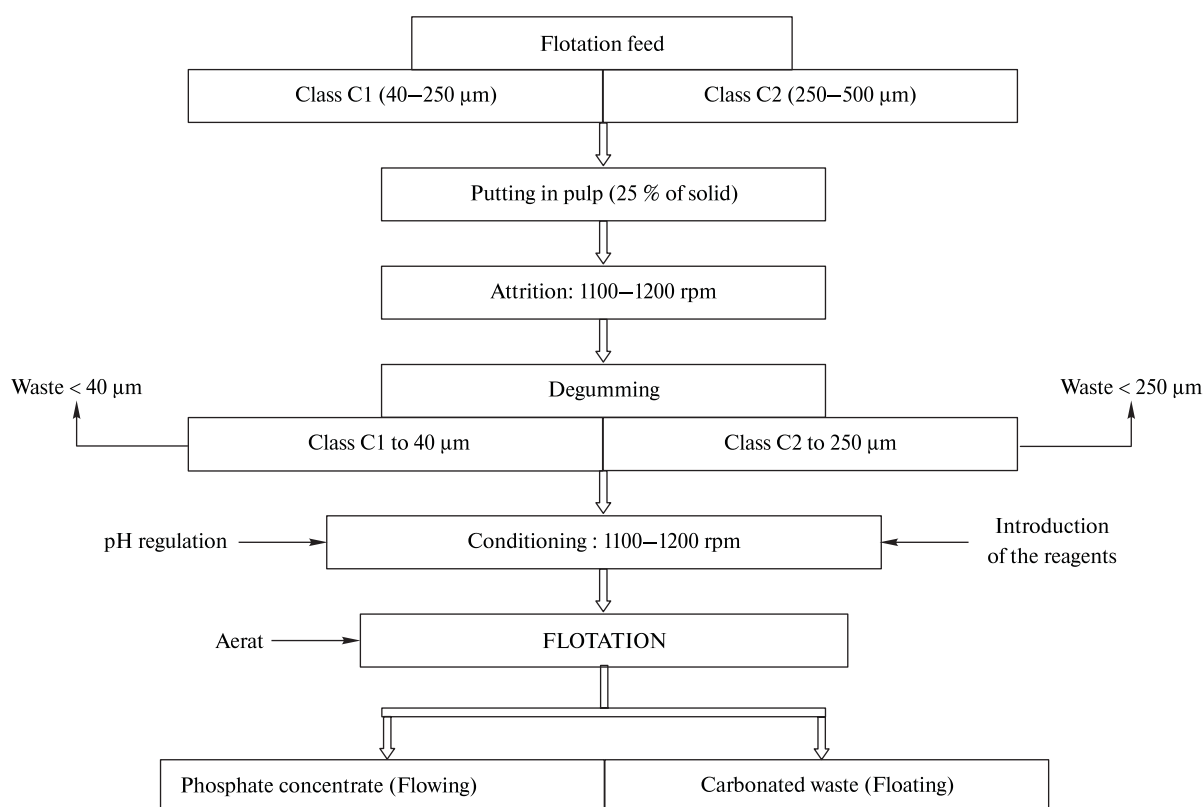 Flotation feed
Class C1 (40–250 μm)
Class C2 (250–500 μm)
Putting in pulp (25 % of solid)
Attrition: 1100–1200 rpm
Degumming
Waste < 40 μm
Waste < 250 μm
Class C1 to 40 μm
Class C2 to 250 μm
pH regulation
Conditioning : 1100–1200 rpm
Introduction
of the reagents
Aerat
FLOTATION
Phosphate concentrate (Flowing)
Carbonated waste (Floating)